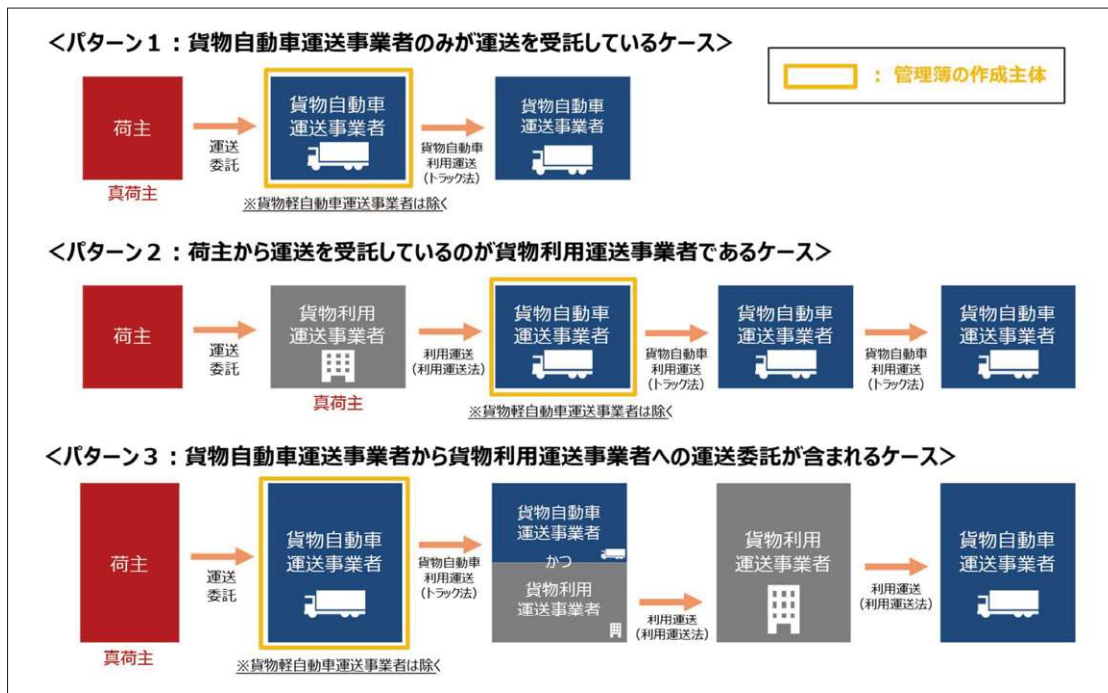 ＜パターン１：貨物自動車運送事業者のみが運送を受託しているケース＞
：管理簿の作成主体
荷主
真荷主
運送
委託
貨物自動車
運送事業者
※貨物軽自動車運送事業者は除く
貨物自動車
利用運送
(トラック法)
貨物自動車
運送事業者
＜パターン２：荷主から運送を受託しているのが貨物利用運送事業者であるケース＞
荷主
運送
委託
貨物利用
運送事業者
真荷主
利用運送
(利用運送法)
貨物自動車
運送事業者
※貨物軽自動車運送事業者は除く
貨物自動車
利用運送
(トラック法)
貨物自動車
運送事業者
貨物自動車
利用運送
(トラック法)
貨物自動車
運送事業者
＜パターン３：貨物自動車運送事業者から貨物利用運送事業者への運送委託が含まれるケース＞
荷主
真荷主
運送
委託
貨物自動車
運送事業者
※貨物軽自動車運送事業者は除く
貨物自動車
利用運送
(トラック法)
貨物自動車
運送事業者
かつ
貨物利用
運送事業者
利用運送
(利用運送法)
貨物利用
運送事業者
利用運送
(利用運送法)
貨物自動車
運送事業者